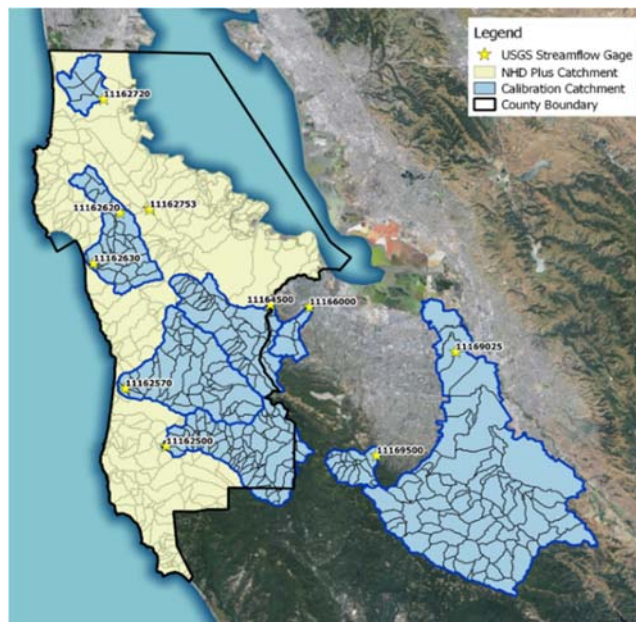 Legend
USGS Streamflow Gage
NHD Plus Catchment
Calibration Catchment
County Boundary
11162720
11162620
11162753
11162630
11164500
11166000
11169025
11162570
11162500
11169500